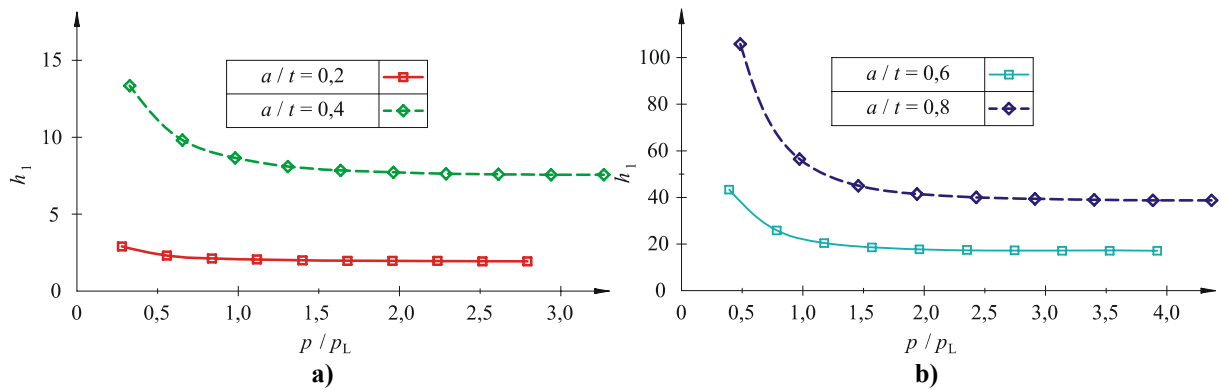 15
10
5
0
h1
a / t = 0,2
a / t = 0,4
0 0,5 1,0 1,5 2,0 2,5 3,0
p / pL
a)
100
80
60
40
20
0
h1
a / t = 0,6
a / t = 0,8
0 0,5 1,0 1,5 2,0 2,5 3,0 3,5 4,0
p / pL
b)